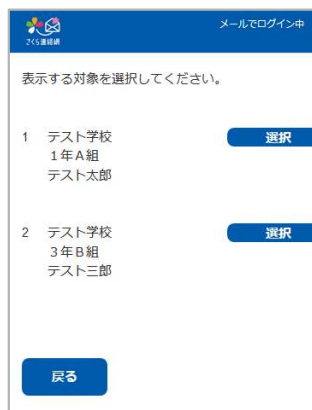 さくら連絡網
メールでログイン中
表示する対象を選択してください。
1 テスト学校 選択
１年Ａ組
テスト太郎
2 テスト学校 選択
３年Ｂ組
テスト三郎
戻る